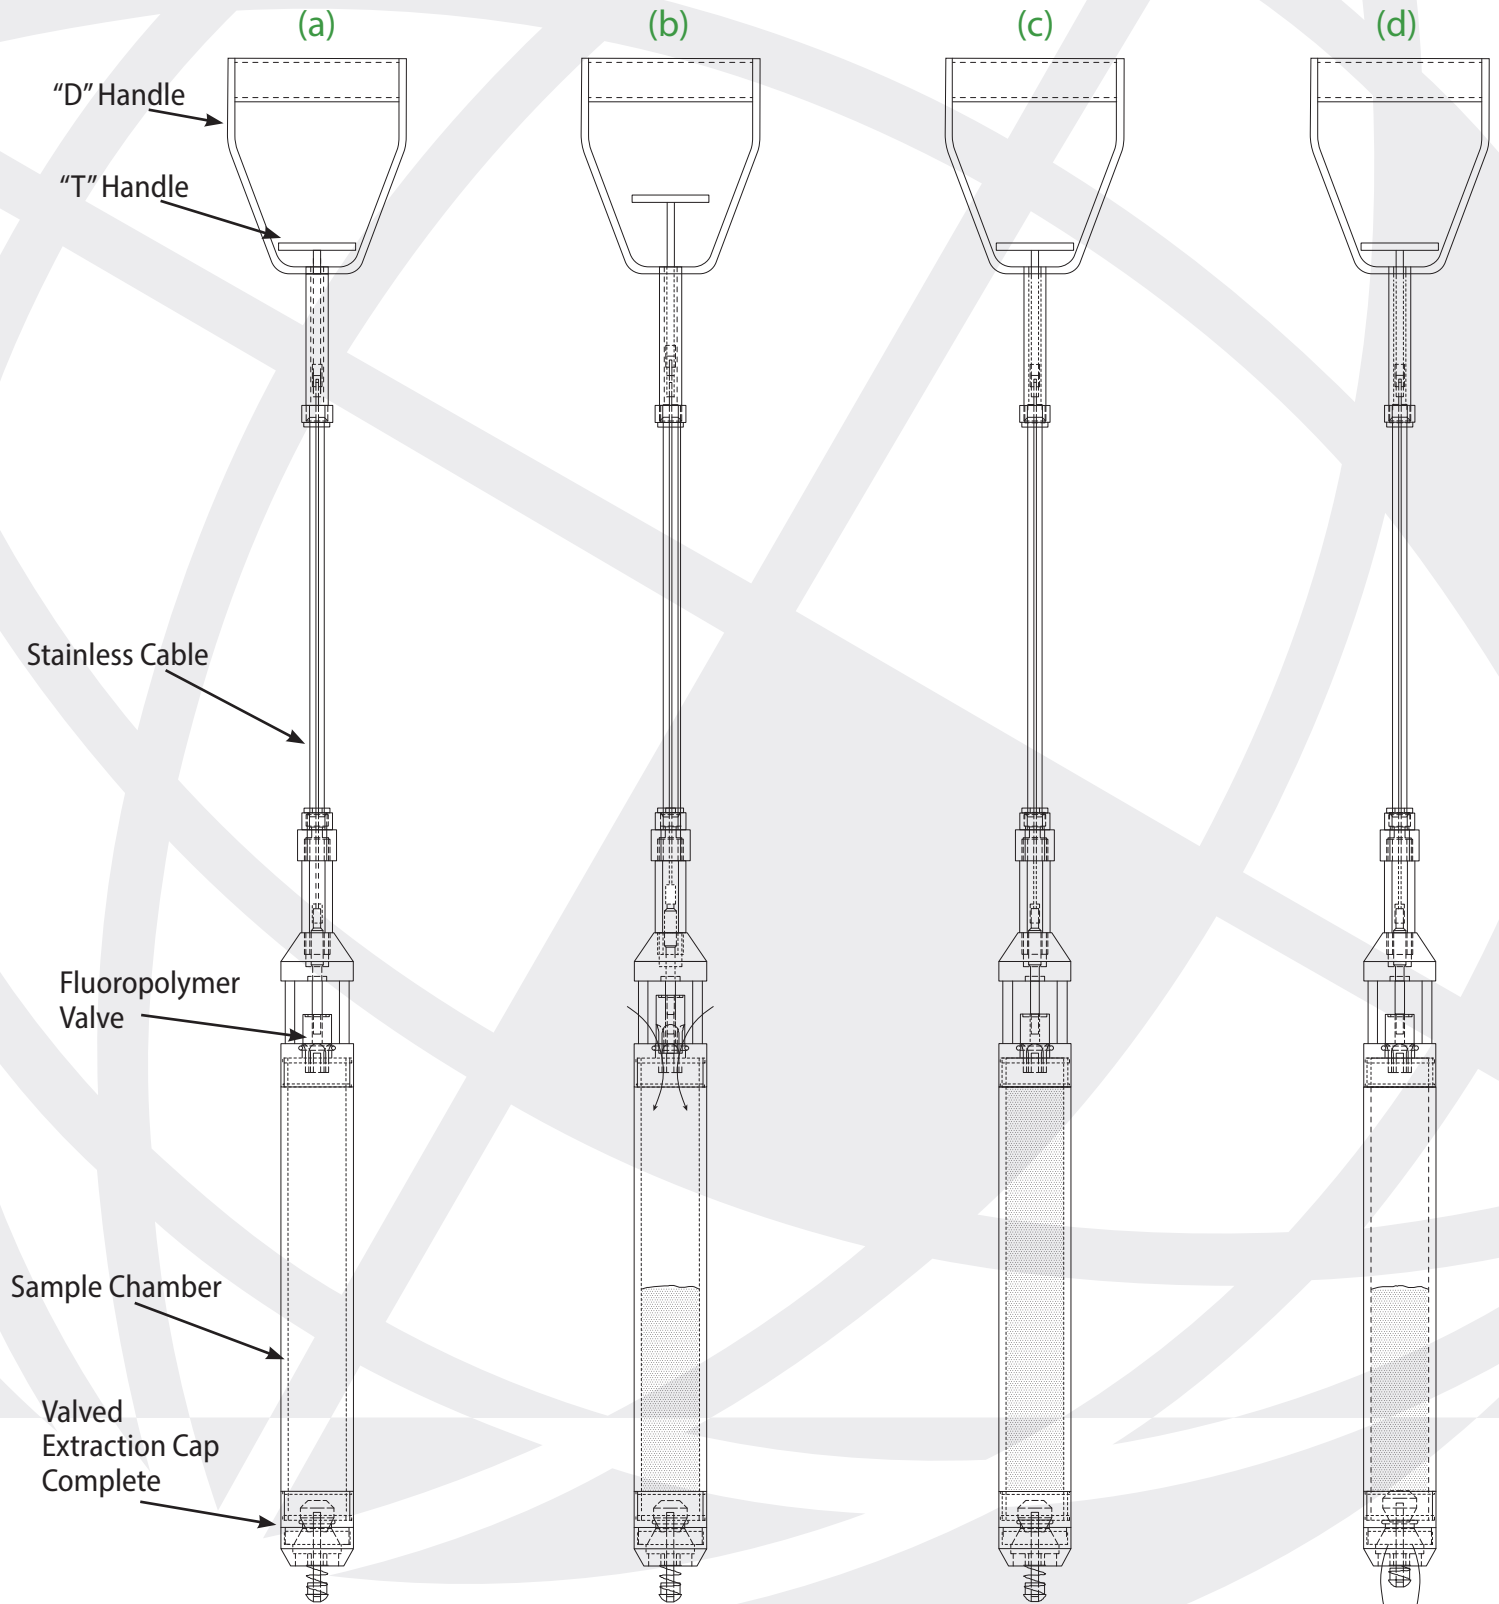 (a)
(b)
(c)
(d)
“D” Handle
“T” Handle
Stainless Cable
Fluoropolymer
Valve
Sample Chamber
Valved
Extraction Cap
Complete